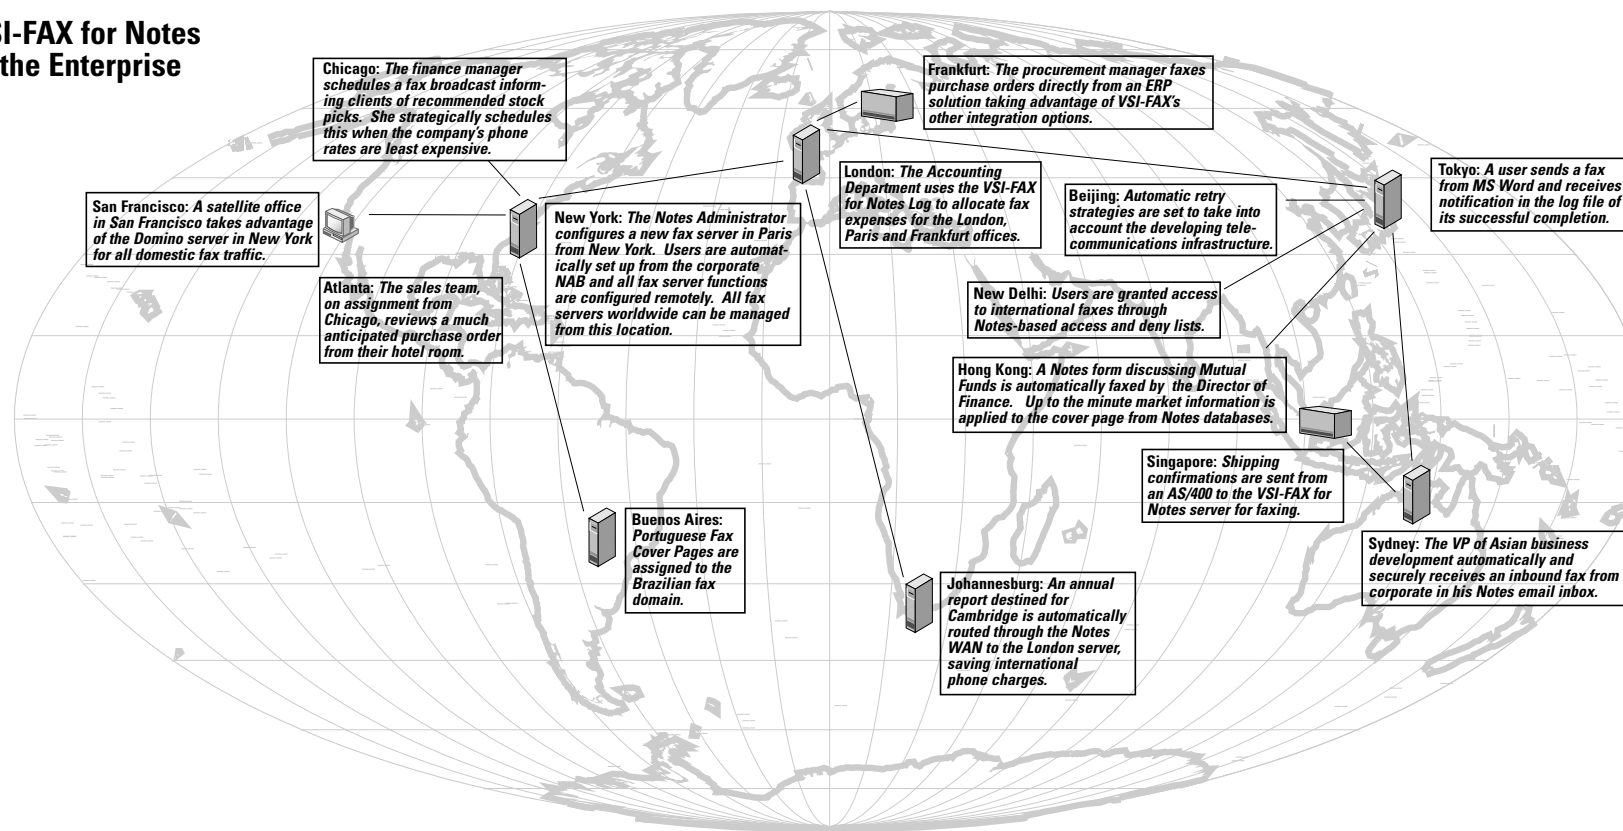 SI-FAX for Notes
the Enterprise
Chicago: The finance manager
schedules a fax broadcast inform-
ing clients of recommended stock
picks. She strategically schedules
this when the company's phone
rates are least expensive.
Frankfurt: The procurement manager faxes
purchase orders directly from an ERP
solution taking advantage of VSI-FAX's
other integration options.
San Francisco: A satellite office
in San Francisco takes advantage
of the Domino server in New York
for all domestic fax traffic.
New York: The Notes Administrator
configures a new fax server in Paris
from New York. Users are automat-
ically set up from the corporate
NAB and all fax server functions
are configured remotely. All fax
servers worldwide can be managed
from this location.
London: The Accounting
Department uses the VSI-FAX
for Notes Log to allocate fax
expenses for the London,
Paris and Frankfurt offices.
Beijing: Automatic retry
strategies are set to take into
account the developing tele-
communications infrastructure.
Tokyo: A user sends a fax
from MS Word and receives
notification in the log file of
its successful completion.
Atlanta: The sales team,
on assignment from
Chicago, reviews a much
anticipated purchase order
from their hotel room.
New Delhi: Users are granted access
to international faxes through
Notes-based access and deny lists.
Hong Kong: A Notes form discussing Mutual
Funds is automatically faxed by the Director of
Finance. Up to the minute market information is
applied to the cover page from Notes databases.
Singapore: Shipping
confirmations are sent from
an AS/400 to the VSI-FAX for
Notes server for faxing.
Buenos Aires:
Portuguese Fax
Cover Pages are
assigned to the
Brazilian fax
domain.
Johannesburg: An annual
report destined for
Cambridge is automatically
routed through the Notes
WAN to the London server,
saving international
phone charges.
Sydney: The VP of Asian business
development automatically and
securely receives an inbound fax from
corporate in his Notes email inbox.